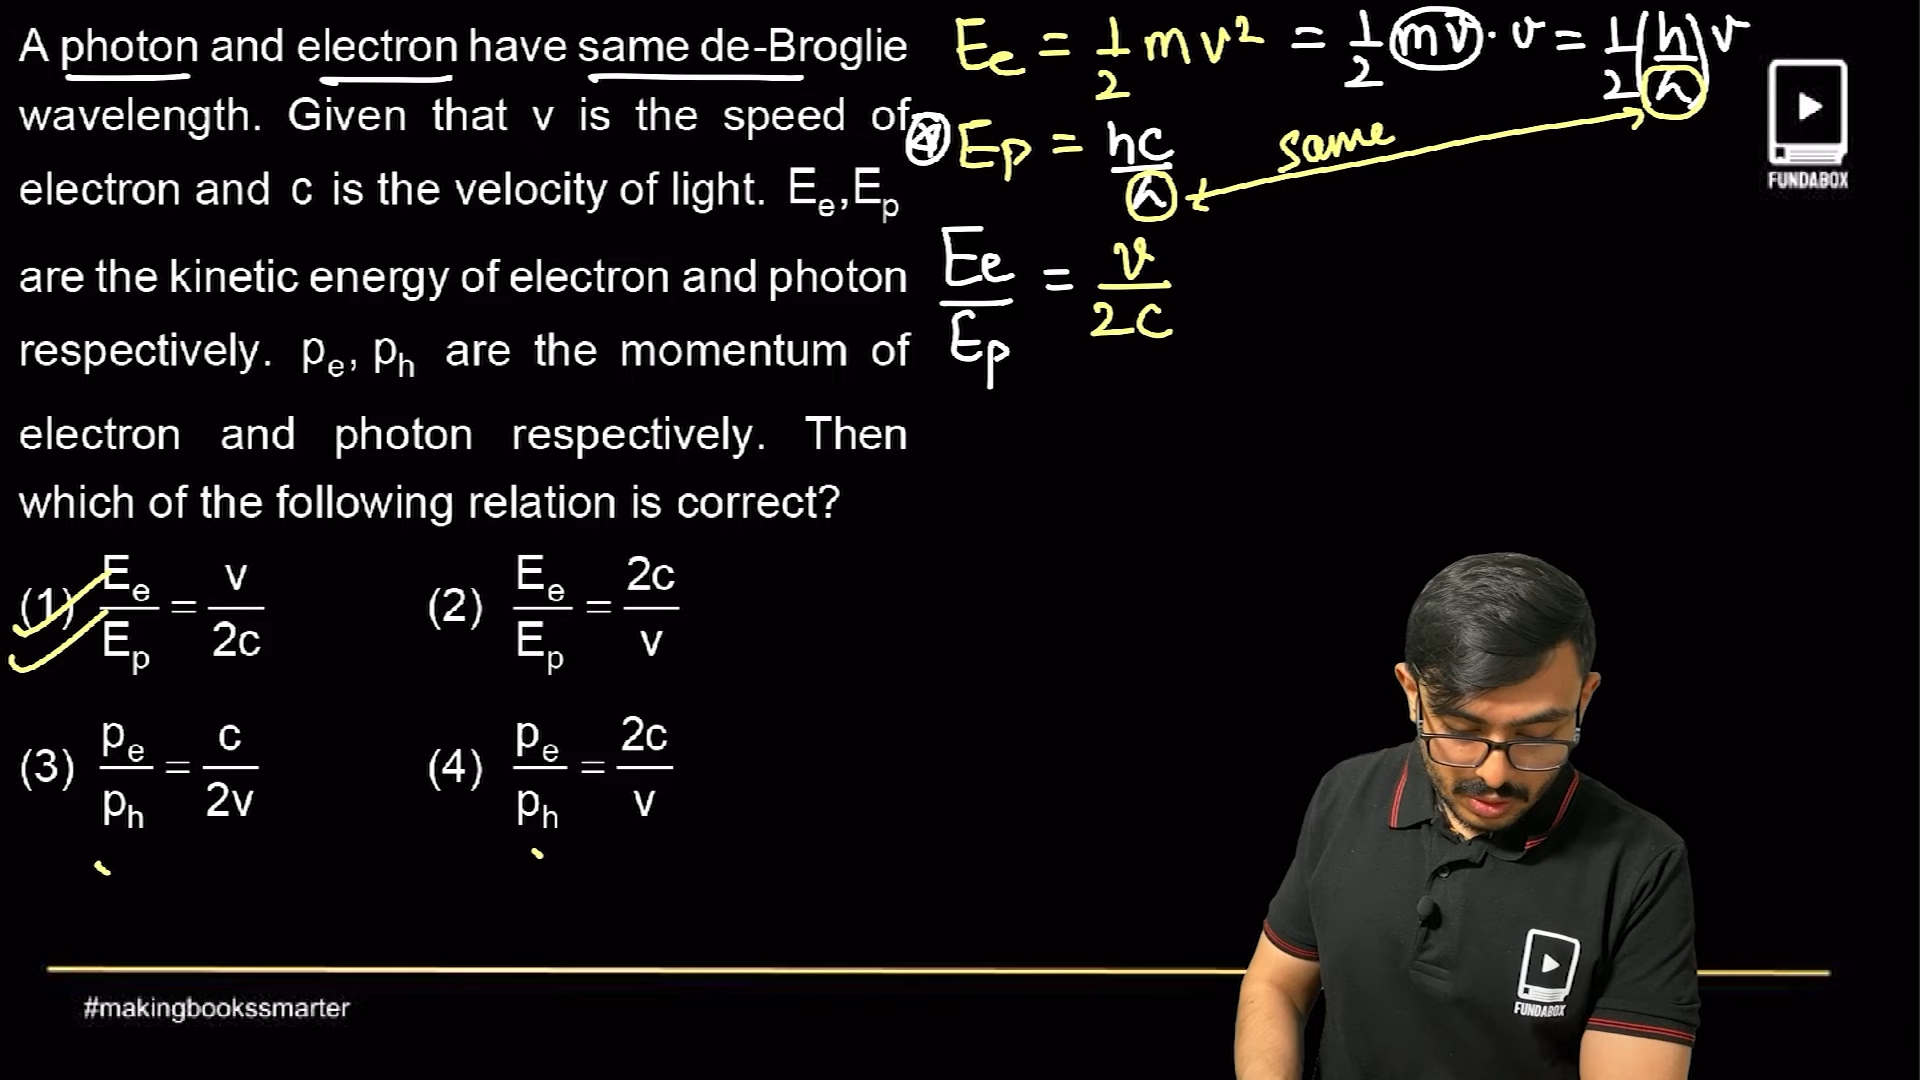 A photon and electron have same de-Broglie
wavelength. Given that v is the speed of
electron and c is the velocity of light. Ee,Ep
are the kinetic energy of electron and photon
respectively. pe, ph are the momentum of
electron and photon respectively. Then
which of the following relation is correct?
(1) Ee/Ep = v/2c
(2) Ee/Ep = 2c/v
(3) pe/ph = c/2v
(4) pe/ph = 2c/v
Ee = 1/2 mv² = 1/2 mv · v = 1/2 (h/λ) v
Ep = hc/λ
same
Ee/Ep = v/2c
FUNDABOX
FUNDABOX
#makingbookssmarter